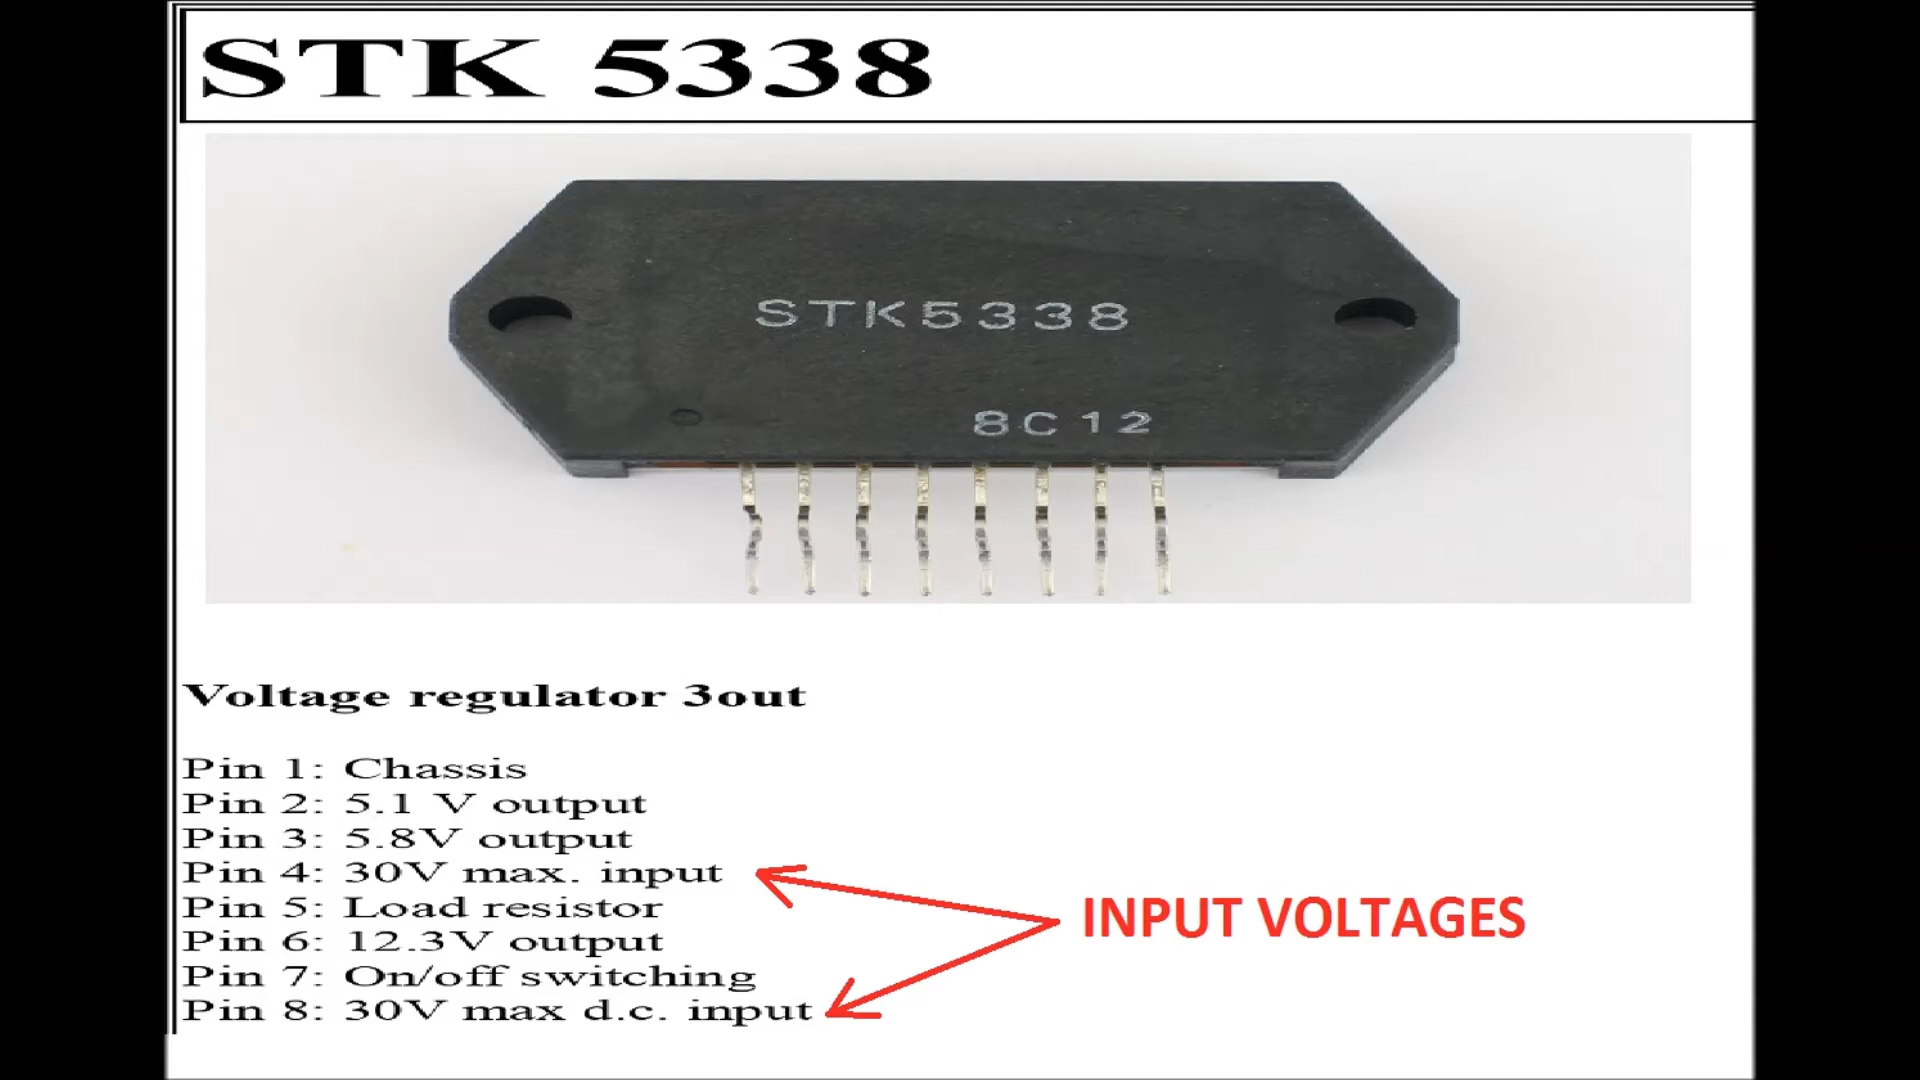 STK 5338
STK5338
8C12
Voltage regulator 3out
Pin 1: Chassis
Pin 2: 5.1 V output
Pin 3: 5.8V output
Pin 4: 30V max. input
Pin 5: Load resistor
INPUT VOLTAGES
Pin 6: 12.3V output
Pin 7: On/off switching
Pin 8: 30V max d.c. input